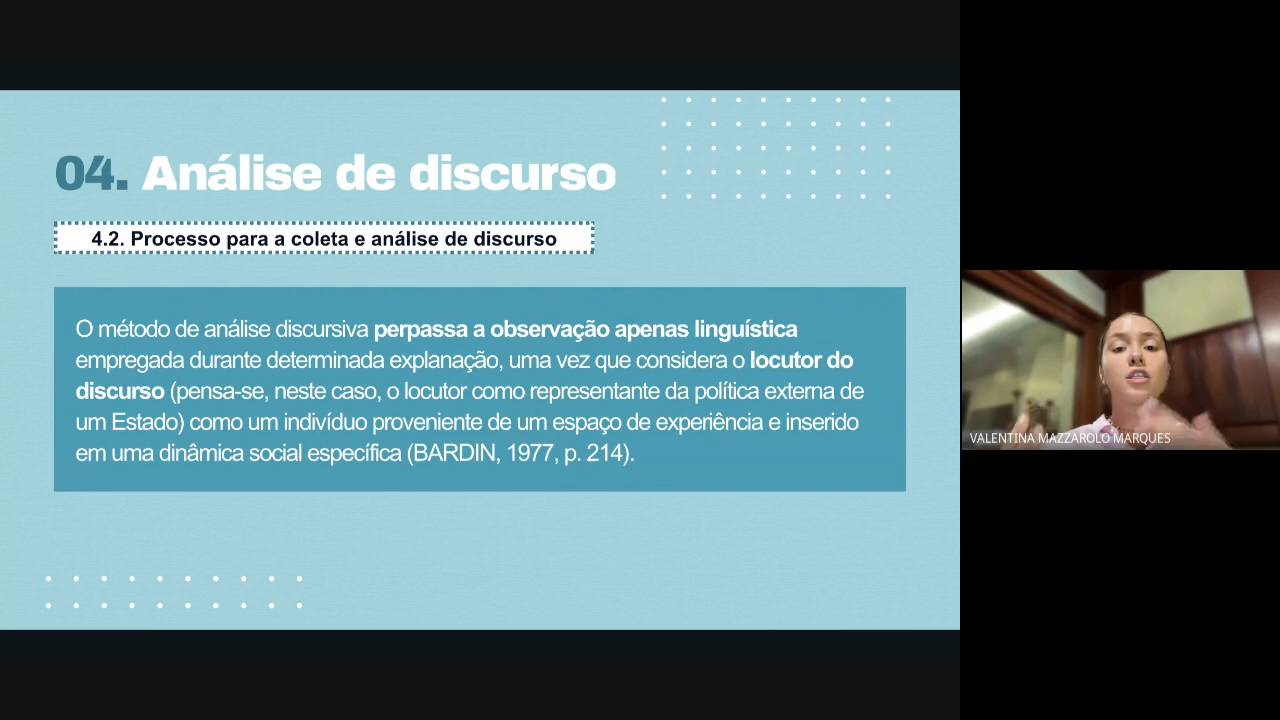 04. Análise de discurso
4.2. Processo para a coleta e análise de discurso
O método de análise discursiva perpassa a observação apenas linguística
empregada durante determinada explanação, uma vez que considera o locutor do
discurso (pensa-se, neste caso, o locutor como representante da política externa de
um Estado) como um indivíduo proveniente de um espaço de experiência e inserido
em uma dinâmica social específica (BARDIN, 1977, p. 214).
VALENTINA MAZZAROLO MARQUES